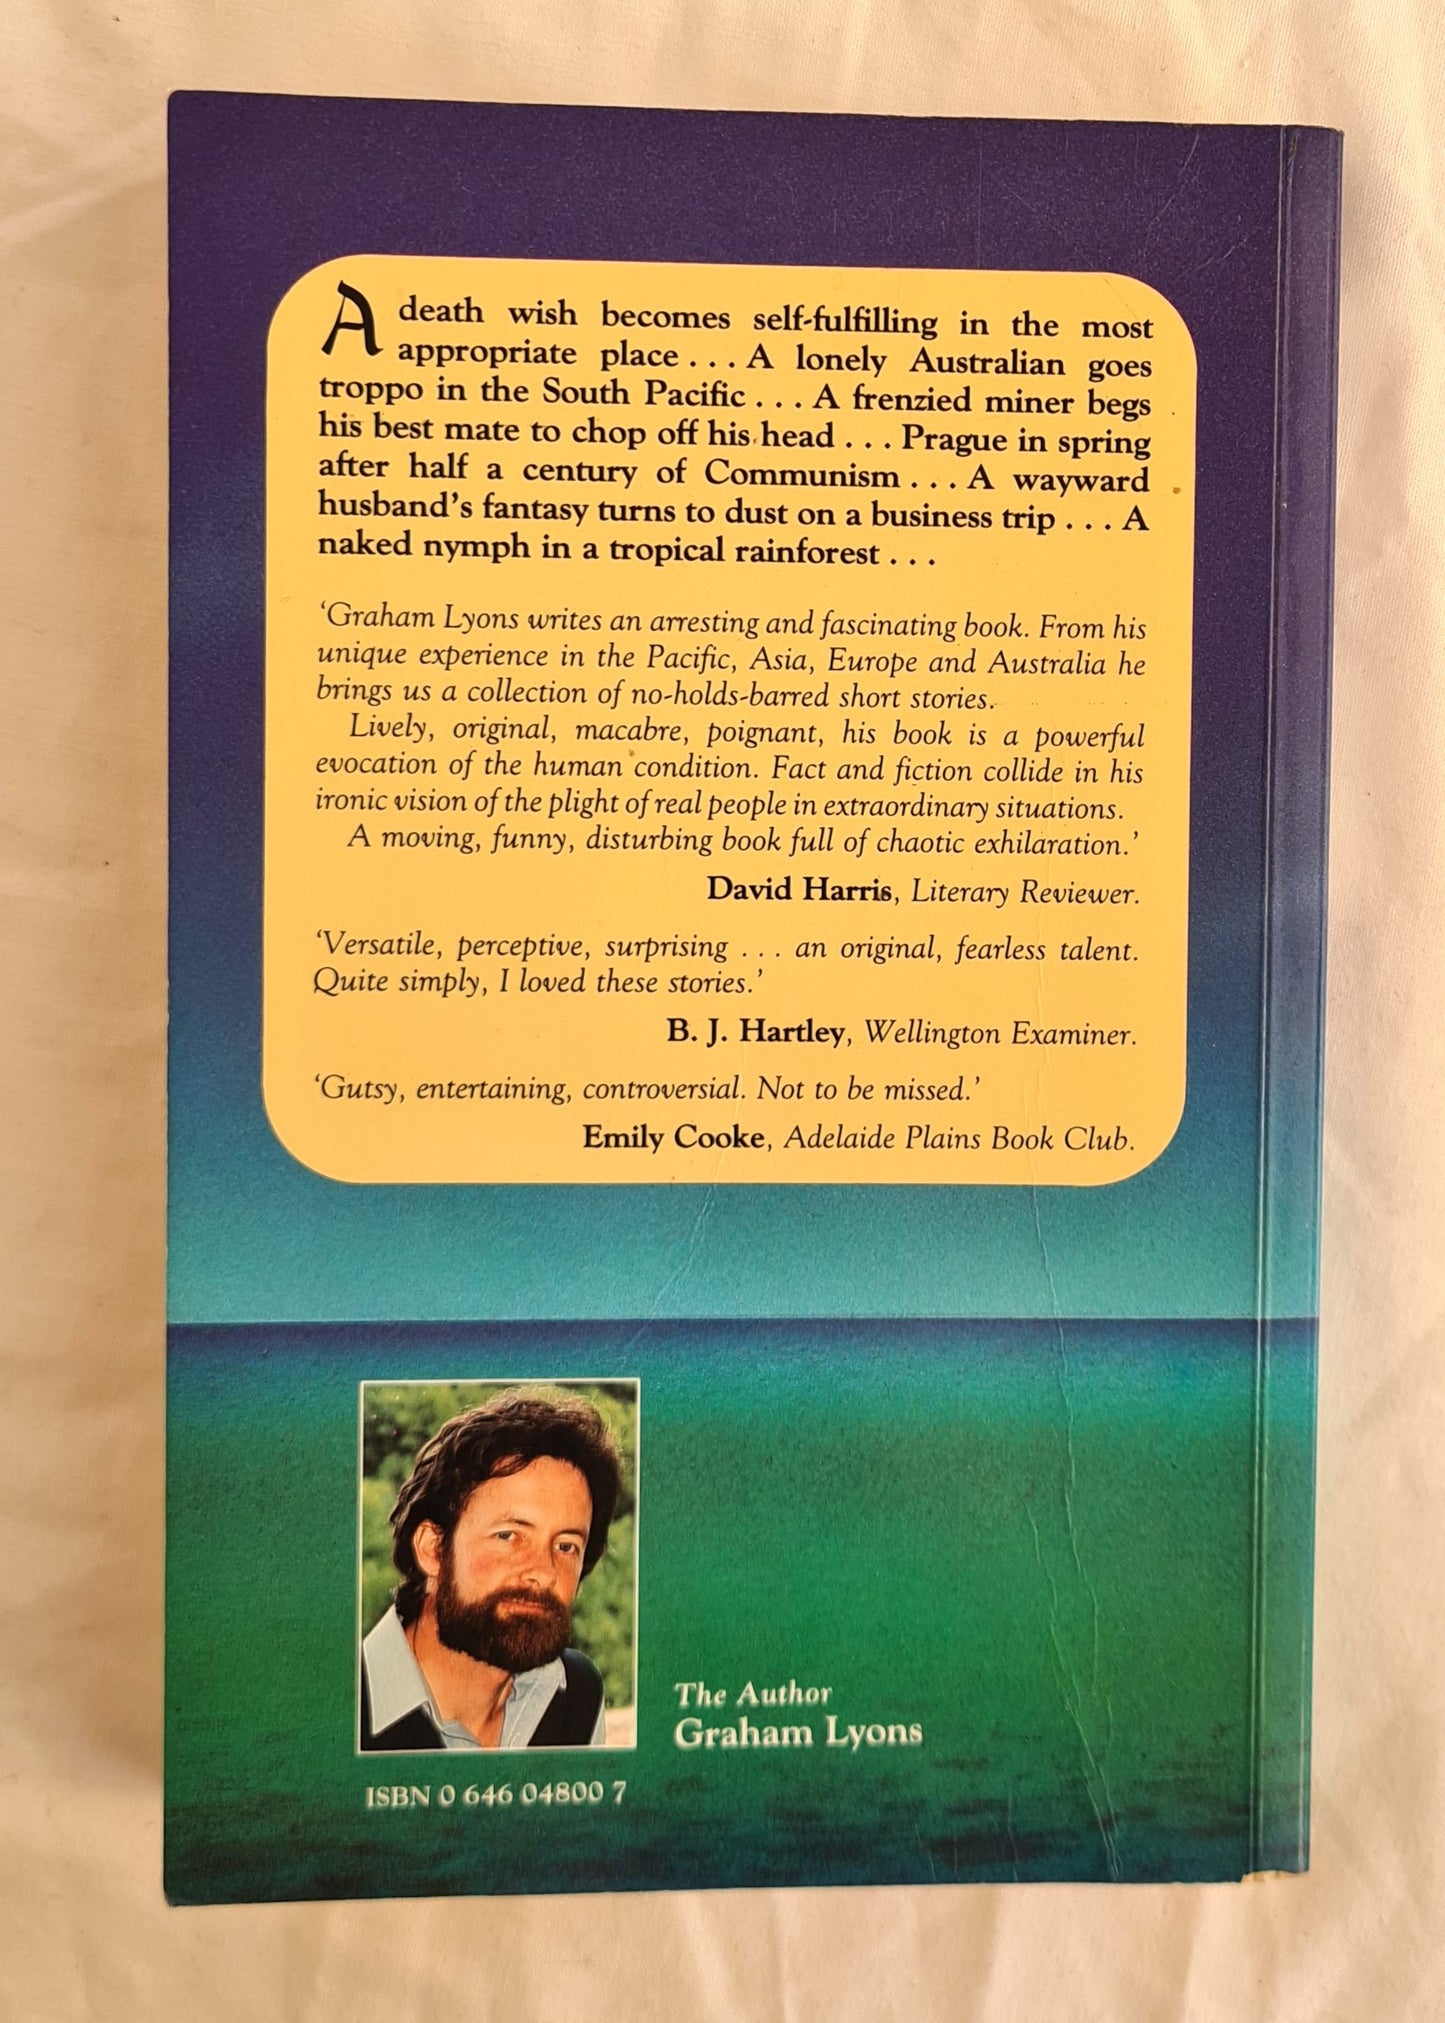 A death wish becomes self-fulfilling in the most
appropriate place . . . A lonely Australian goes
troppo in the South Pacific . . . A frenzied miner begs
his best mate to chop off his head . . . Prague in spring
after half a century of Communism . . . A wayward
husband's fantasy turns to dust on a business trip . . . A
naked nymph in a tropical rainforest . . .
'Graham Lyons writes an arresting and fascinating book. From his
unique experience in the Pacific, Asia, Europe and Australia he
brings us a collection of no-holds-barred short stories.
Lively, original, macabre, poignant, his book is a powerful
evocation of the human condition. Fact and fiction collide in his
ironic vision of the plight of real people in extraordinary situations.
A moving, funny, disturbing book full of chaotic exhilaration.'
David Harris, Literary Reviewer.
'Versatile, perceptive, surprising . . . an original, fearless talent.
Quite simply, I loved these stories.'
B. J. Hartley, Wellington Examiner.
'Gutsy, entertaining, controversial. Not to be missed.'
Emily Cooke, Adelaide Plains Book Club.
The Author
Graham Lyons
ISBN 0 646 04800 7